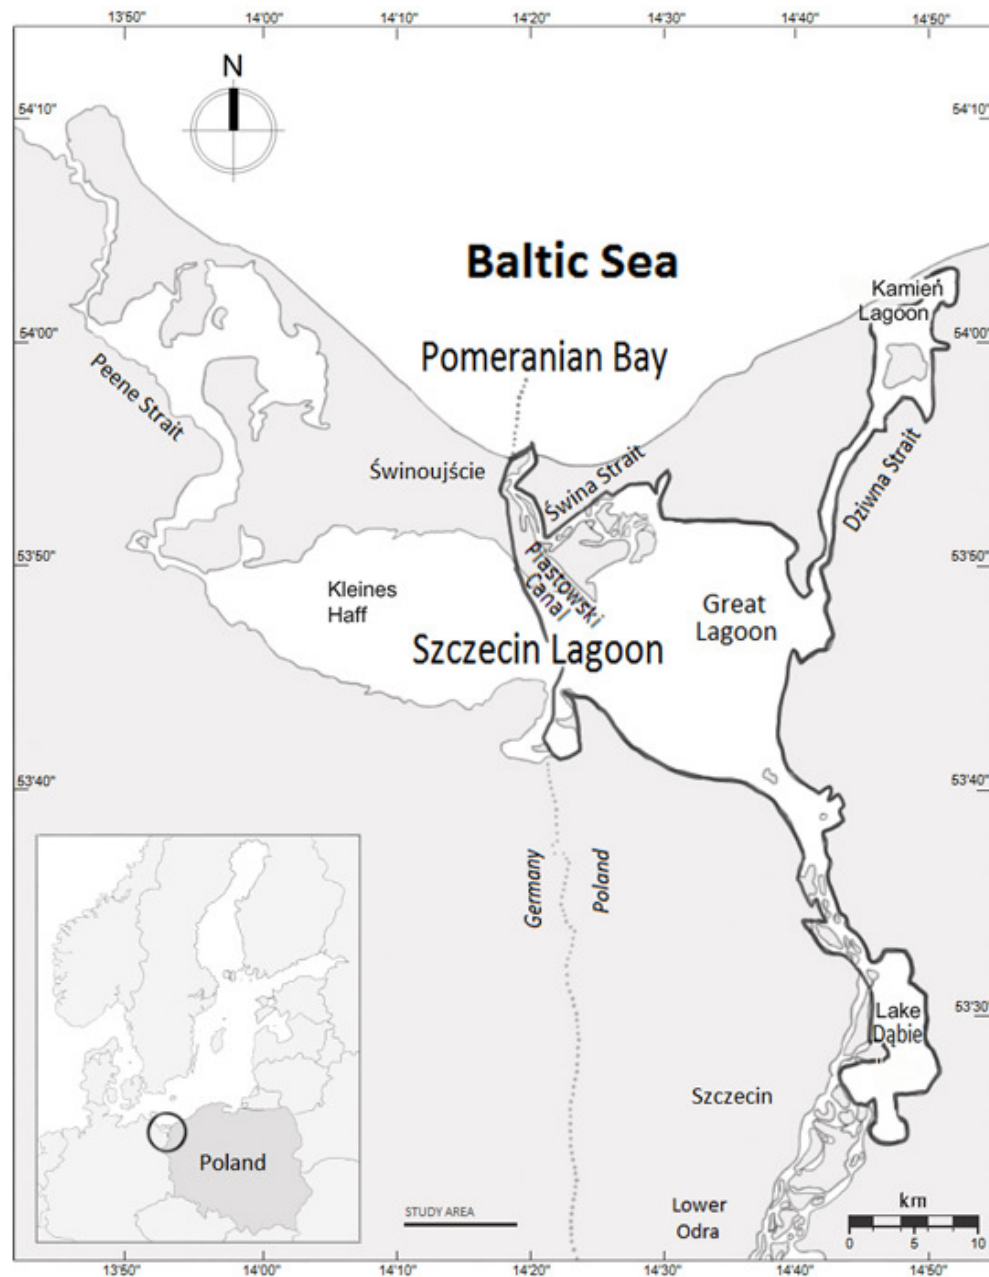 13'50" 14'00" 14'10" 14'20" 14'30" 14'40" 14'50"
N
54'10" 54'10"
Baltic Sea
Kamień
Lagoon
54'00" 54'00"
Pomeranian Bay
Peene Strait
Świnoujście
Świna Strait
Dziwna Strait
53'50" 53'50"
Piastowski
Canal
Kleines
Haff
Great
Lagoon
Szczecin Lagoon
53'40" 53'40"
Germany
Poland
53'30"
Lake
Dąbie
Szczecin
Poland
STUDY AREA
Lower
Odra
km
0 5 10
13'50" 14'00" 14'10" 14'20" 14'30" 14'40" 14'50"